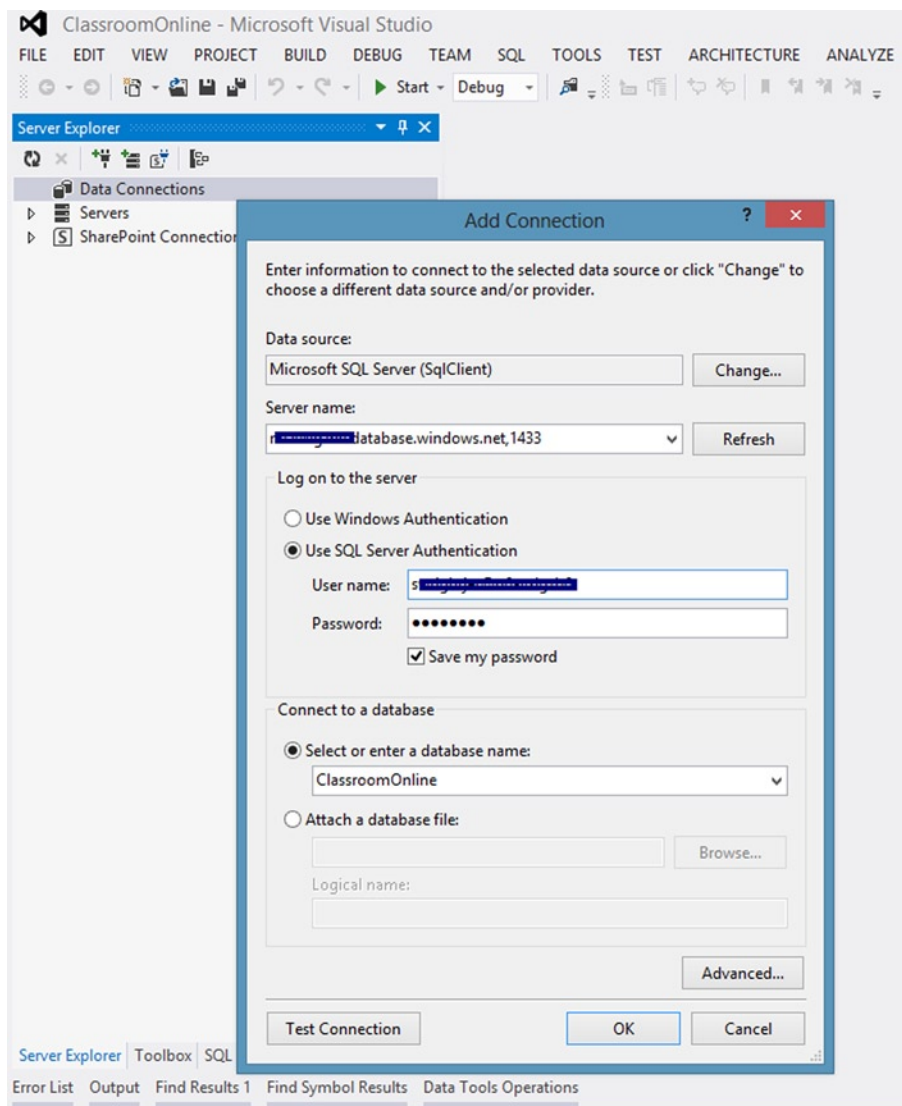 ClassroomOnline - Microsoft Visual Studio
FILE EDIT VIEW PROJECT BUILD DEBUG TEAM SQL TOOLS TEST ARCHITECTURE ANALYZE
Start Debug
Server Explorer
Data Connections
Servers
SharePoint Connection
Add Connection
Enter information to connect to the selected data source or click "Change" to
choose a different data source and/or provider.
Data source:
Microsoft SQL Server (SqlClient)
Change...
Server name:
database.windows.net,1433
Refresh
Log on to the server
Use Windows Authentication
Use SQL Server Authentication
User name:
Password: ●●●●●●●●
Save my password
Connect to a database
Select or enter a database name:
ClassroomOnline
Attach a database file:
Browse...
Logical name:
Advanced...
Test Connection OK Cancel
Server Explorer Toolbox SQL
Error List Output Find Results 1 Find Symbol Results Data Tools Operations